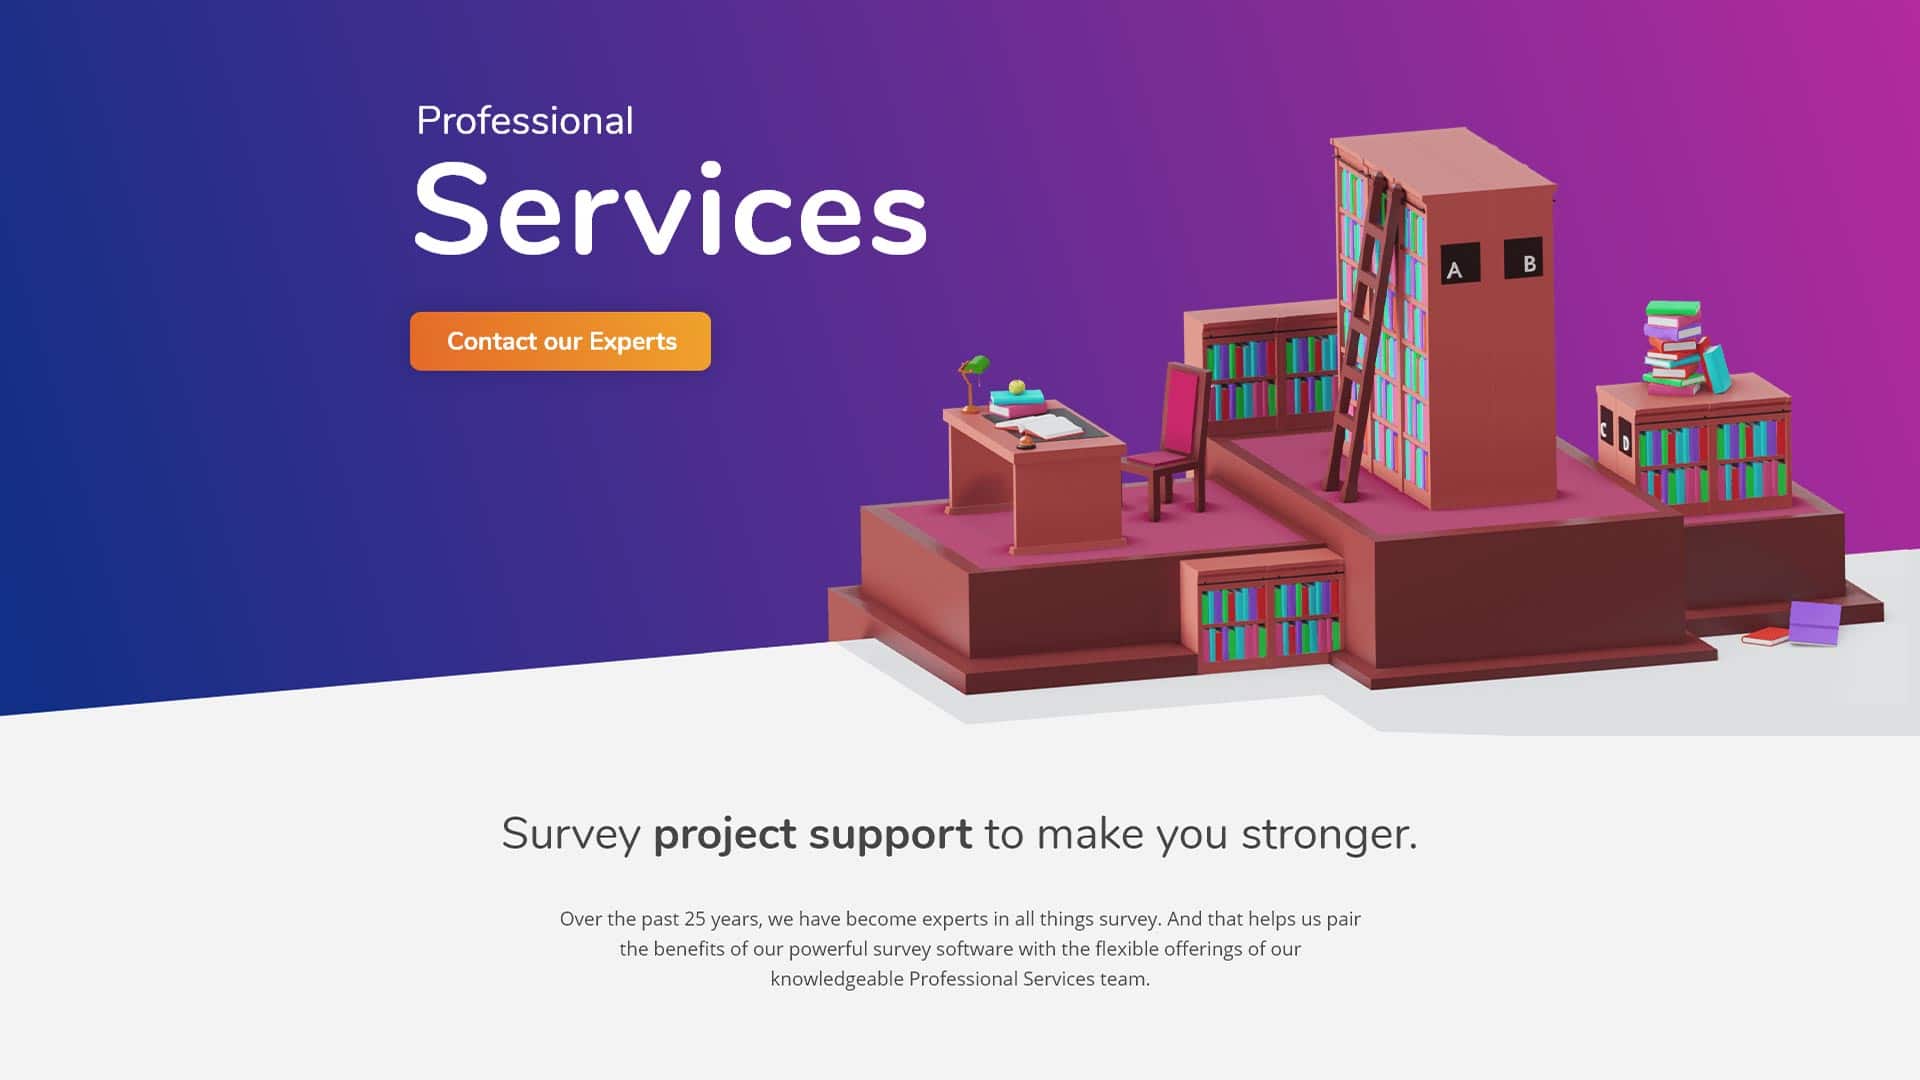 Professional
Services
Contact our Experts
A B
C D
Survey project support to make you stronger.
Over the past 25 years, we have become experts in all things survey. And that helps us pair
the benefits of our powerful survey software with the flexible offerings of our
knowledgeable Professional Services team.